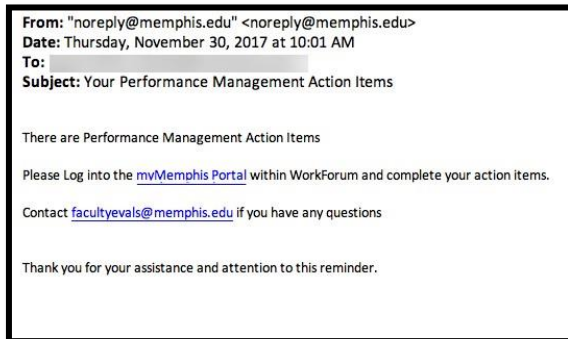 From: "noreply@memphis.edu" <noreply@memphis.edu>
Date: Thursday, November 30, 2017 at 10:01 AM
To:
Subject: Your Performance Management Action Items
There are Performance Management Action Items
Please Log into the myMemphis Portal within WorkForum and complete your action items.
Contact facultyevals@memphis.edu if you have any questions
Thank you for your assistance and attention to this reminder.